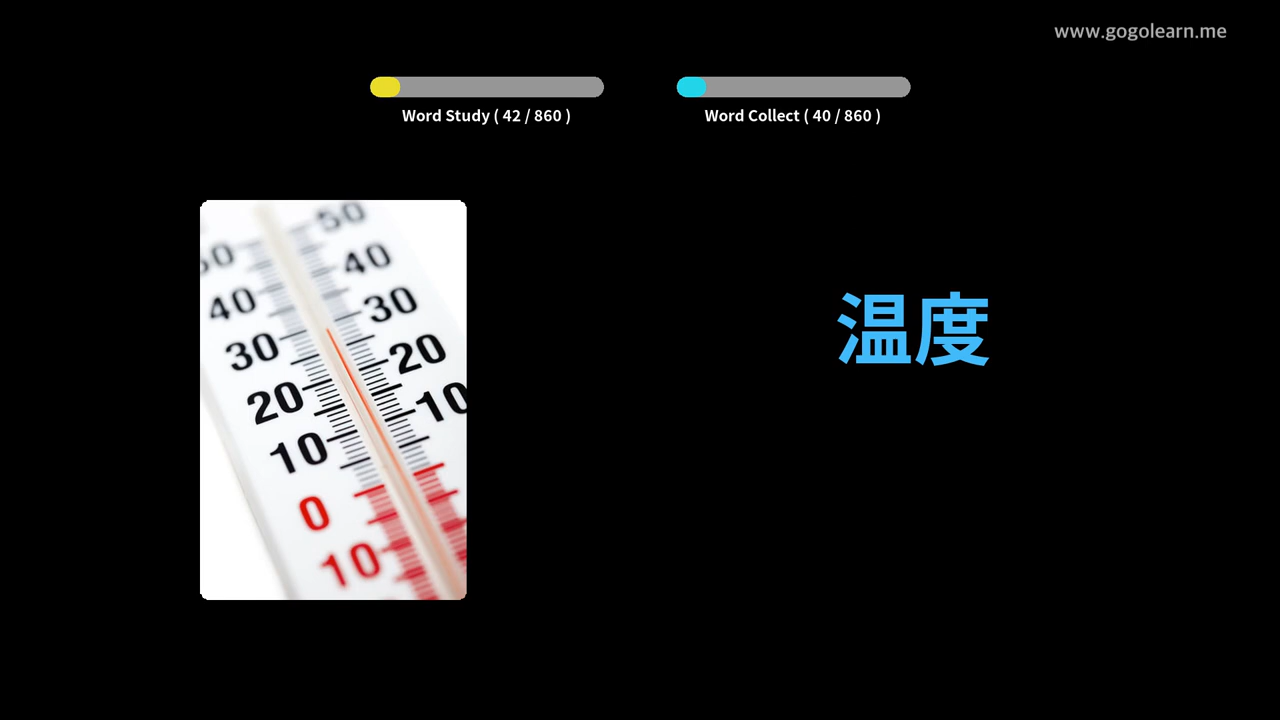 www.gogolearn.me
Word Study ( 42 / 860 )
Word Collect ( 40 / 860 )
50
40 40
30 30
20 20
10 10
0
10
温度